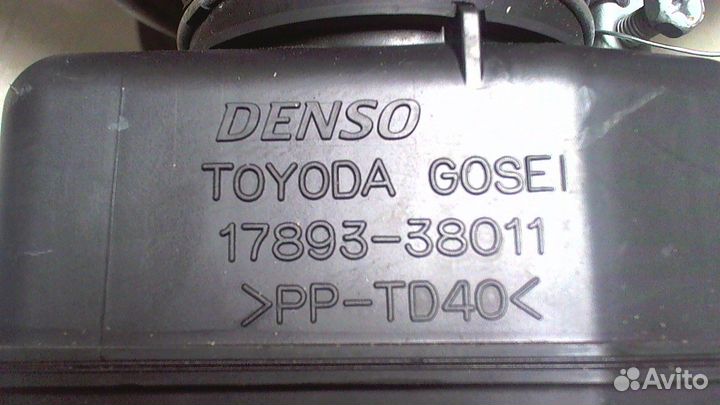 DENSO
TOYODA GOSEI
17893-38011
>PP-TD40<
Avito